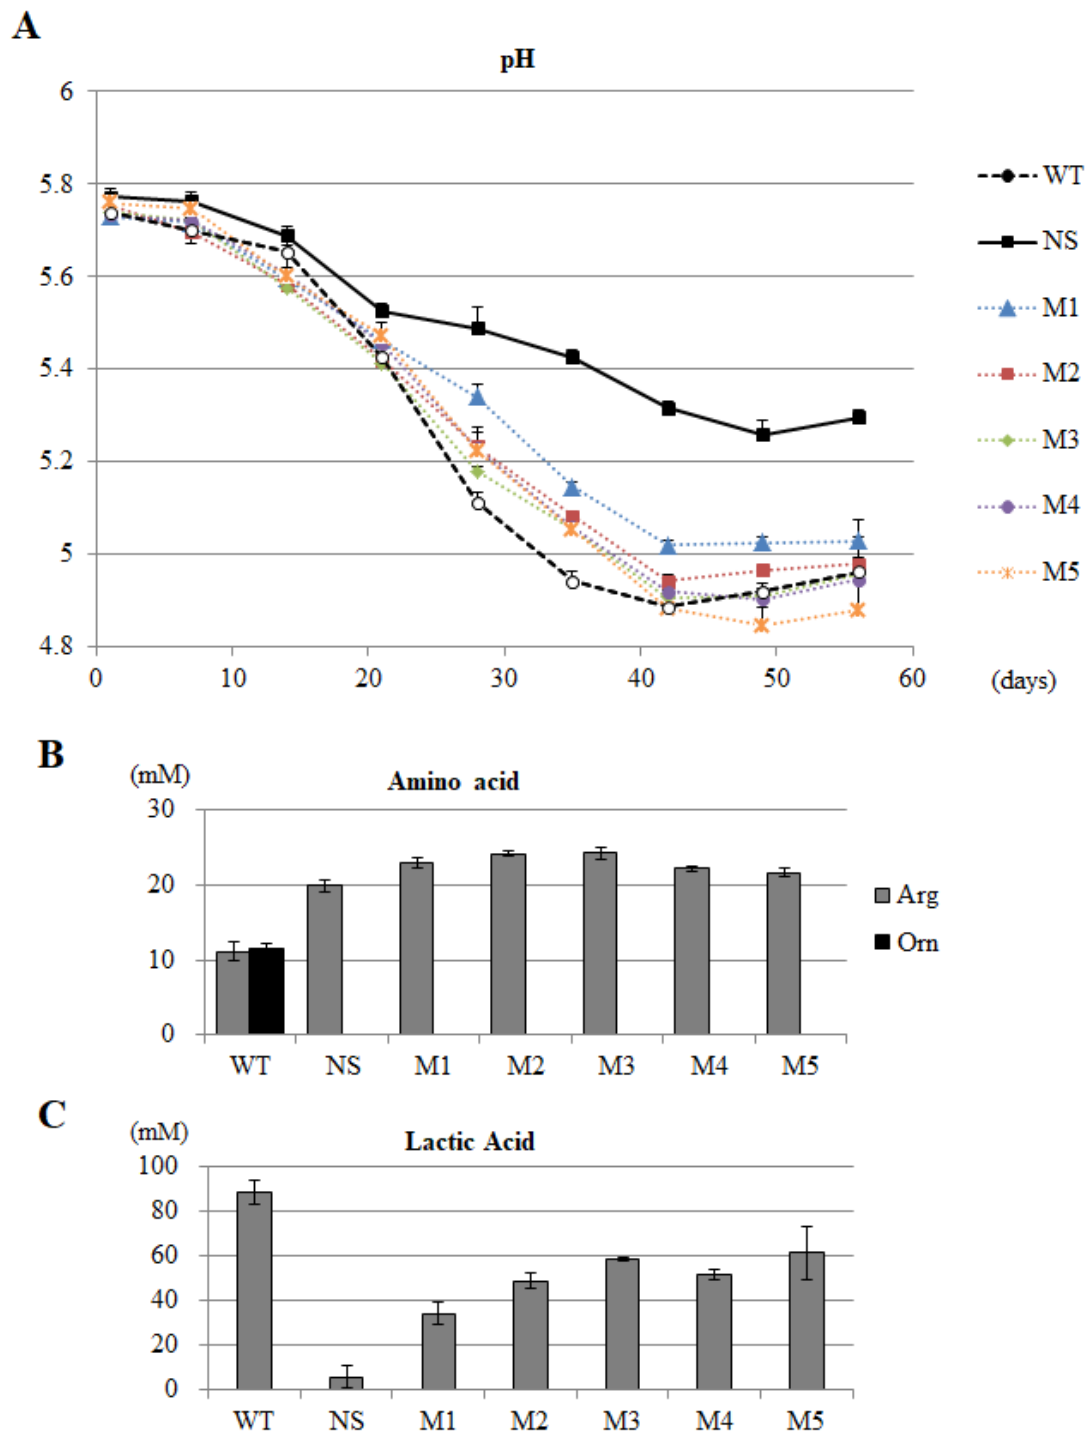 A
pH
6
5.8
5.6
5.4
5.2
5
4.8
0 10 20 30 40 50 60 (days)
WT
NS
M1
M2
M3
M4
M5
B
(mM) Amino acid
30
20
10
0
WT NS M1 M2 M3 M4 M5
Arg
Orn
C
(mM) Lactic Acid
100
80
60
40
20
0
WT NS M1 M2 M3 M4 M5